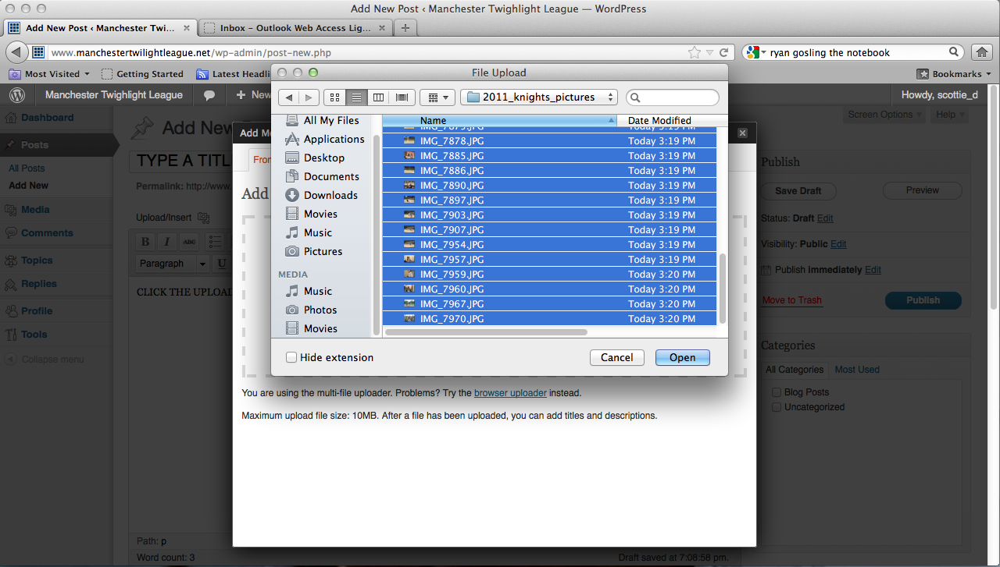 Add New Post ‹ Manchester Twighlight League — WordPress
Add New Post ‹ Manchester Twi...
Inbox – Outlook Web Access Lig...
www.manchestertwilightleague.net/wp-admin/post-new.php
ryan gosling the notebook
Most Visited
Getting Started
Latest Headli
Bookmarks
File Upload
Manchester Twighlight League
New
Howdy, scottie_d
2011_knights_pictures
Dashboard
Posts
All Posts
Add New
Media
Comments
Topics
Replies
Profile
Tools
Collapse menu
Add New
Screen Options
Help
TYPE A TITL
Permalink: http://www.
Upload/Insert
B I ABC
Paragraph
U
CLICK THE UPLOAD
Path: p
Word count: 3
Draft saved at 7:08:58 pm.
Add Me
From
Add
All My Files
Applications
Desktop
Documents
Downloads
Movies
Music
Pictures
MEDIA
Music
Photos
Movies
Name Date Modified
IMG_7875.JPG Today 3:19 PM
IMG_7878.JPG Today 3:19 PM
IMG_7885.JPG Today 3:19 PM
IMG_7886.JPG Today 3:19 PM
IMG_7890.JPG Today 3:19 PM
IMG_7897.JPG Today 3:19 PM
IMG_7903.JPG Today 3:19 PM
IMG_7907.JPG Today 3:19 PM
IMG_7954.JPG Today 3:19 PM
IMG_7957.JPG Today 3:19 PM
IMG_7959.JPG Today 3:20 PM
IMG_7960.JPG Today 3:20 PM
IMG_7967.JPG Today 3:20 PM
IMG_7970.JPG Today 3:20 PM
Hide extension
Cancel
Open
You are using the multi-file uploader. Problems? Try the browser uploader instead.
Maximum upload file size: 10MB. After a file has been uploaded, you can add titles and descriptions.
Publish
Save Draft
Preview
Status: Draft Edit
Visibility: Public Edit
Publish immediately Edit
Move to Trash
Publish
Categories
All Categories
Most Used
Blog Posts
Uncategorized